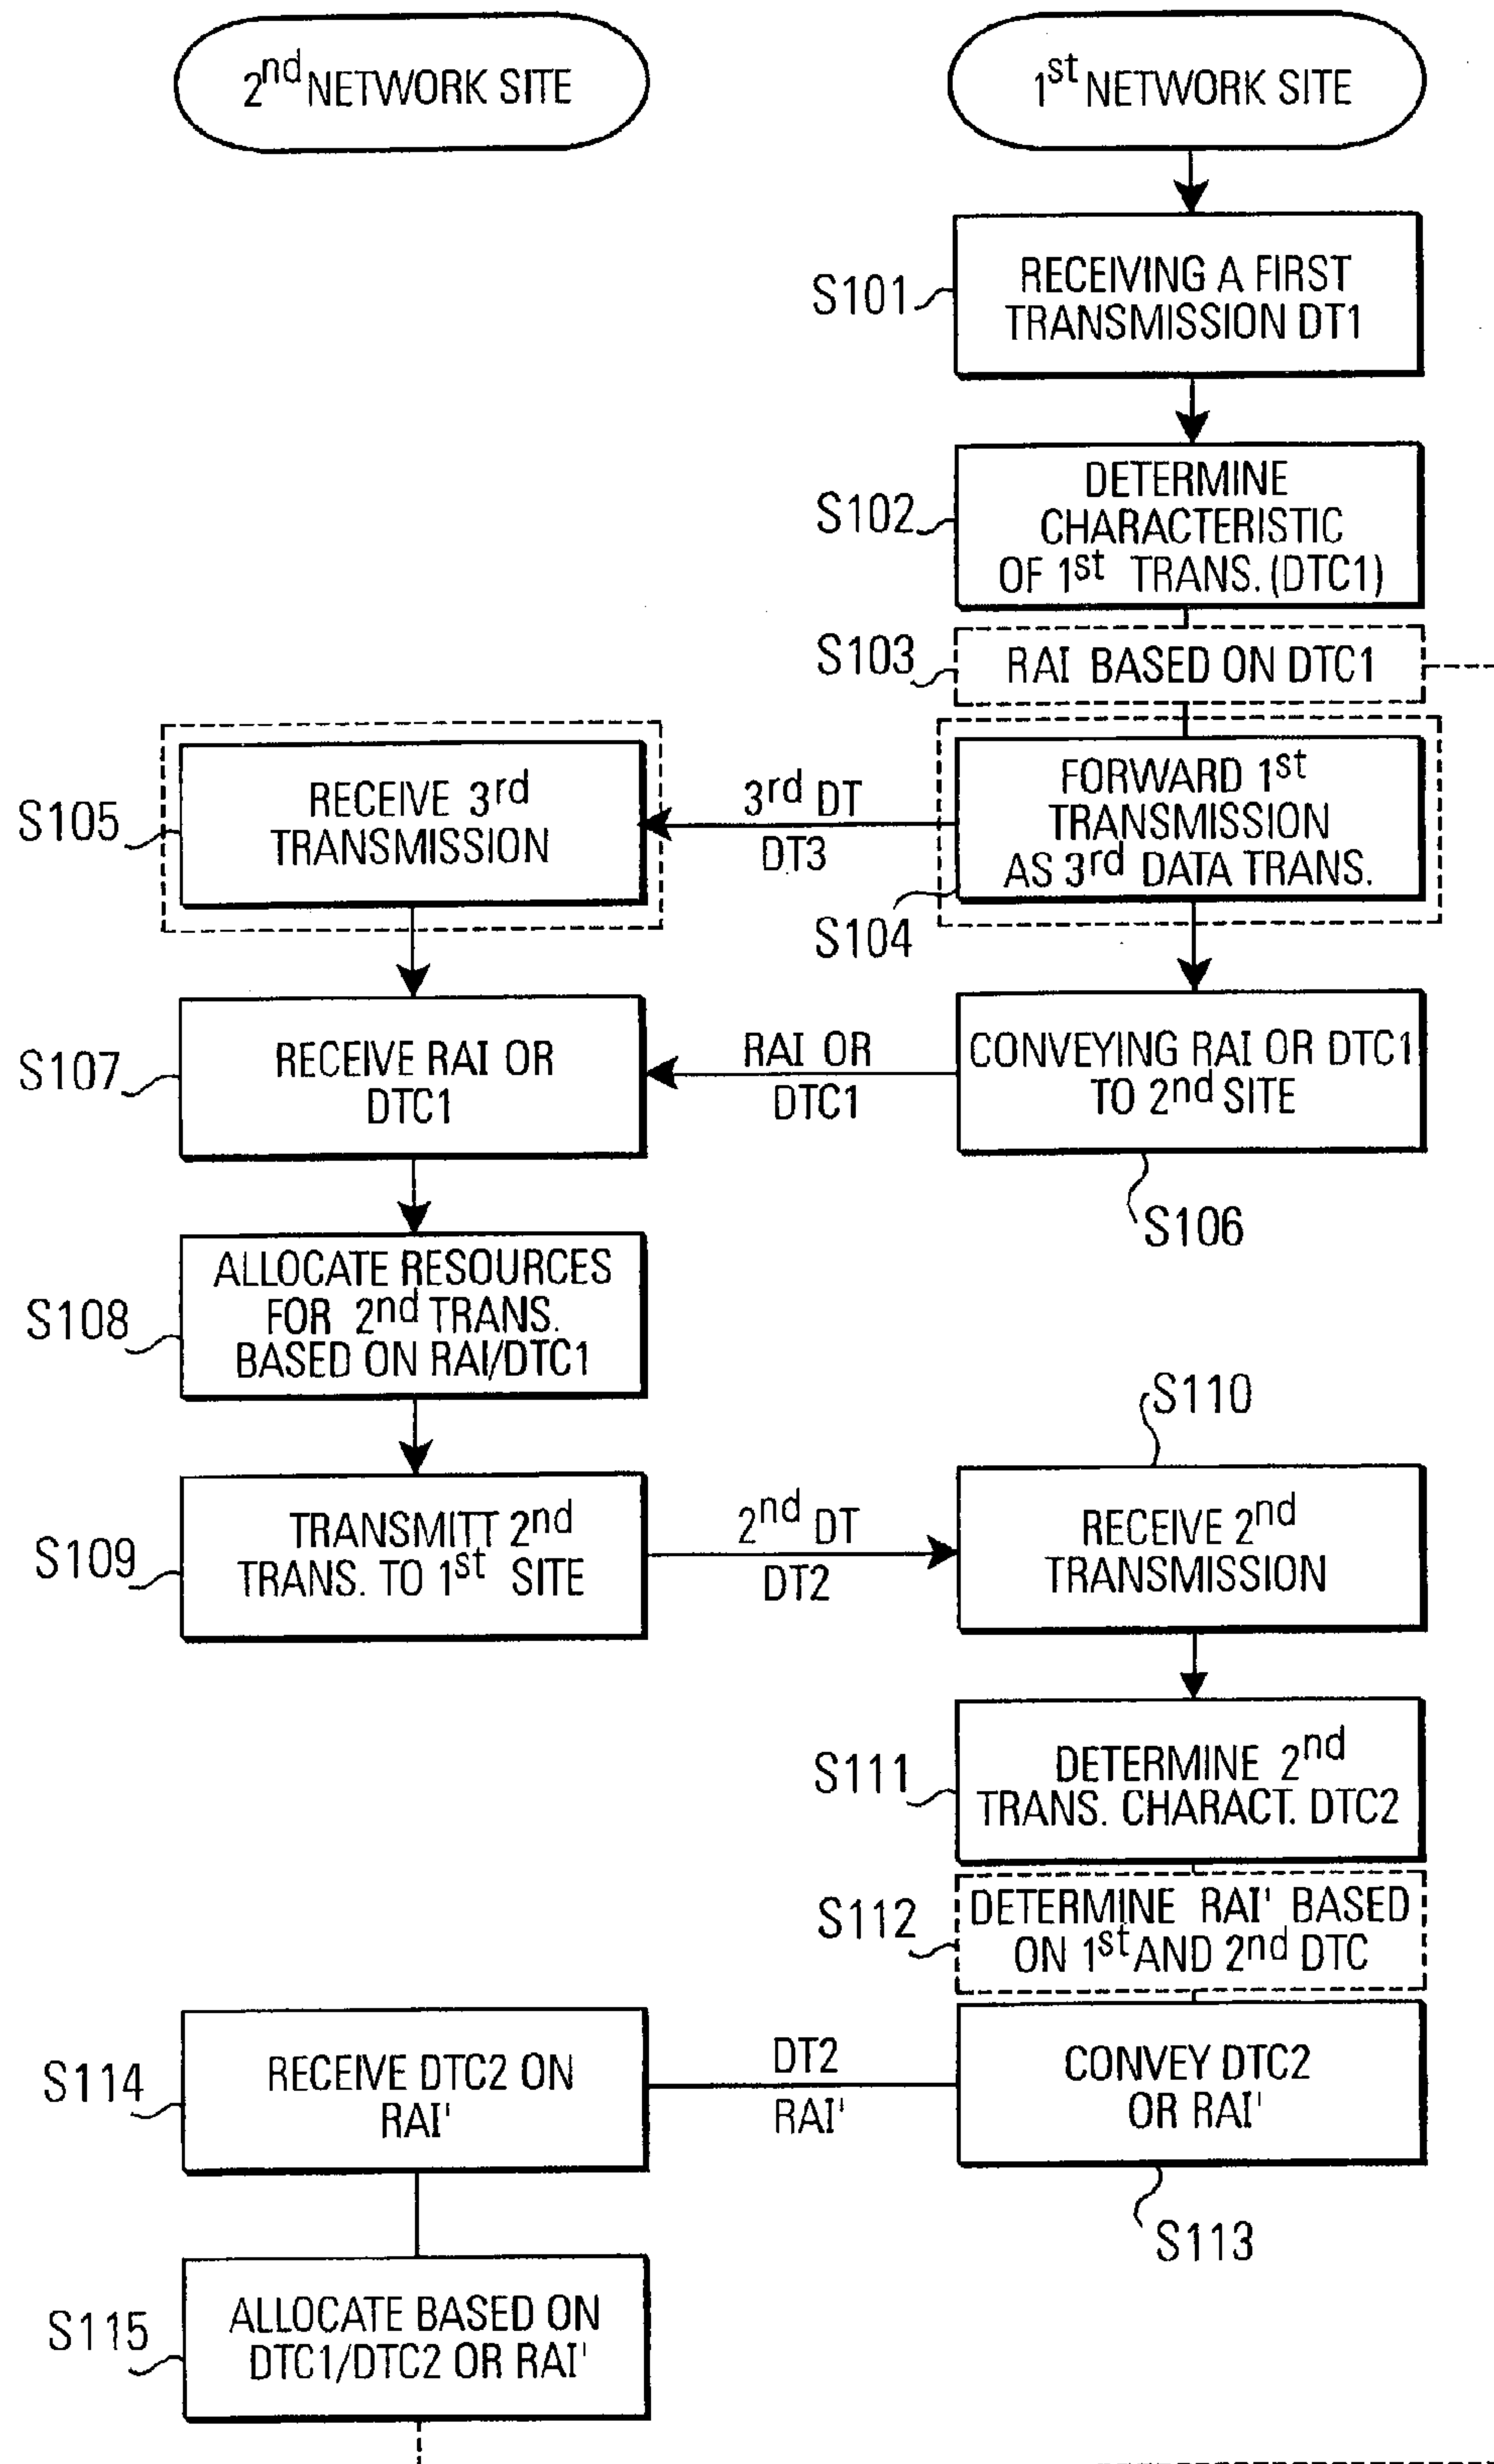 2nd NETWORK SITE
1st NETWORK SITE
S101
RECEIVING A FIRST
TRANSMISSION DT1
S102
DETERMINE
CHARACTERISTIC
OF 1st TRANS. (DTC1)
S103
RAI BASED ON DTC1
S105
RECEIVE 3rd
TRANSMISSION
3rd DT
DT3
FORWARD 1st
TRANSMISSION
AS 3rd DATA TRANS.
S104
S107
RECEIVE RAI OR
DTC1
RAI OR
DTC1
CONVEYING RAI OR DTC1
TO 2nd SITE
S106
S108
ALLOCATE RESOURCES
FOR 2nd TRANS.
BASED ON RAI/DTC1
S110
S109
TRANSMITT 2nd
TRANS. TO 1st SITE
2nd DT
DT2
RECEIVE 2nd
TRANSMISSION
S111
DETERMINE 2nd
TRANS. CHARACT. DTC2
S112
DETERMINE RAI' BASED
ON 1st AND 2nd DTC
S114
RECEIVE DTC2 ON
RAI'
DT2
RAI'
CONVEY DTC2
OR RAI'
S113
S115
ALLOCATE BASED ON
DTC1/DTC2 OR RAI'